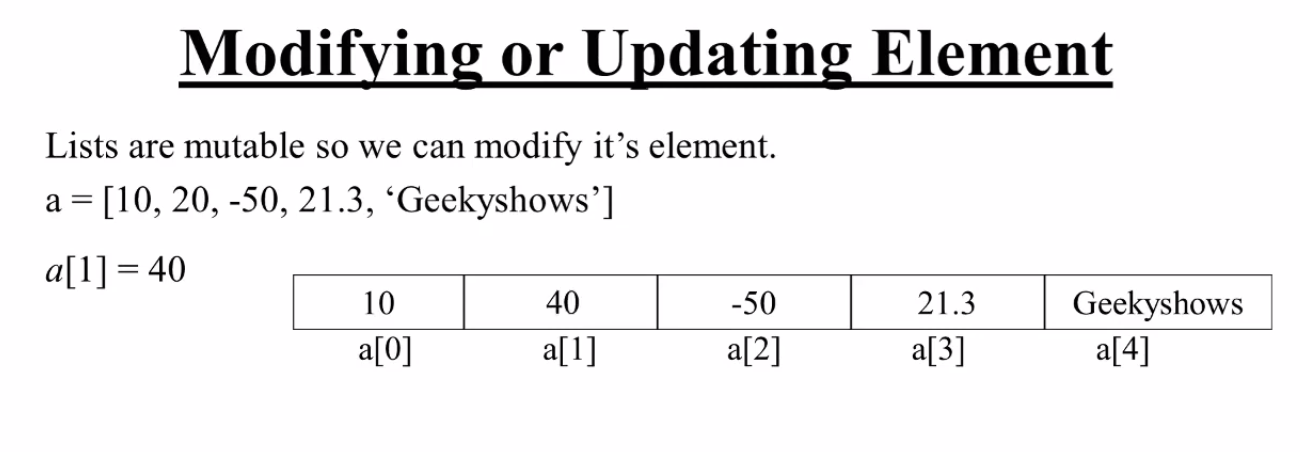 Modifying or Updating Element
Lists are mutable so we can modify it’s element.
a = [10, 20, -50, 21.3, ‘Geekyshows’]
a[1] = 40
10 40 -50 21.3 Geekyshows
a[0] a[1] a[2] a[3] a[4]